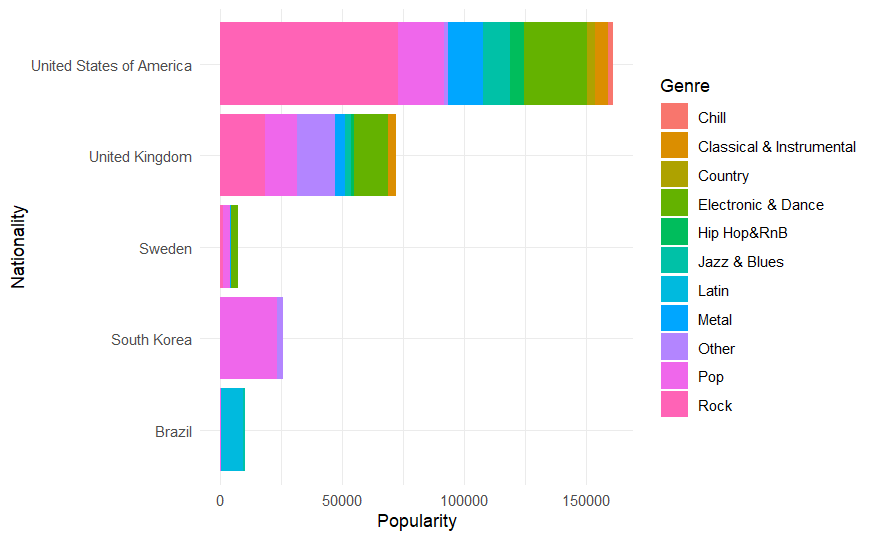 United States of America
United Kingdom
Sweden
South Korea
Brazil
Nationality
0
50000
100000
150000
Popularity
Genre
Chill
Classical & Instrumental
Country
Electronic & Dance
Hip Hop&RnB
Jazz & Blues
Latin
Metal
Other
Pop
Rock